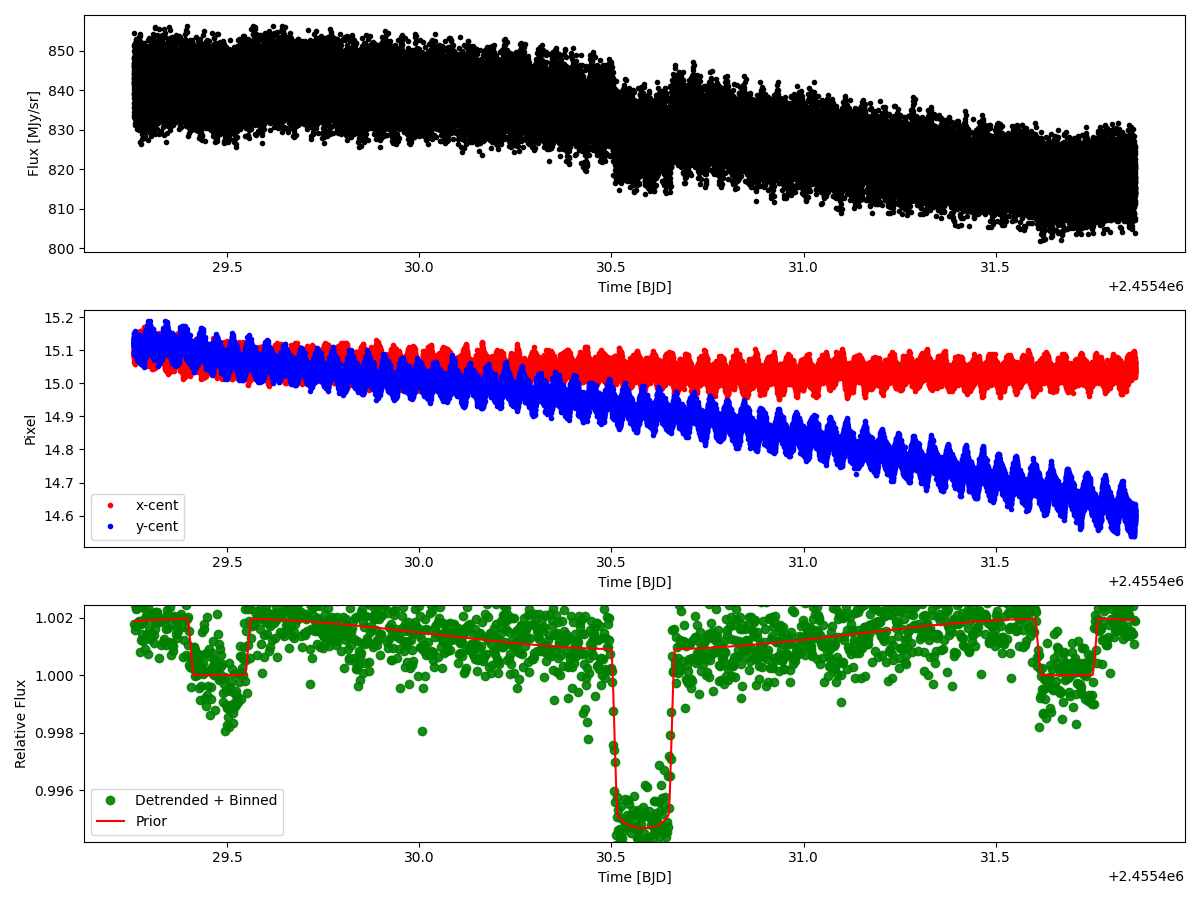 Flux [MJy/sr]
850
840
830
820
810
800
29.5 30.0 30.5 31.0 31.5
Time [BJD]
+2.4554e6
Pixel
15.2
15.1
15.0
14.9
14.8
14.7
14.6
x-cent
y-cent
29.5 30.0 30.5 31.0 31.5
Time [BJD]
+2.4554e6
Relative Flux
1.002
1.000
0.998
0.996
Detrended + Binned
Prior
29.5 30.0 30.5 31.0 31.5
Time [BJD]
+2.4554e6